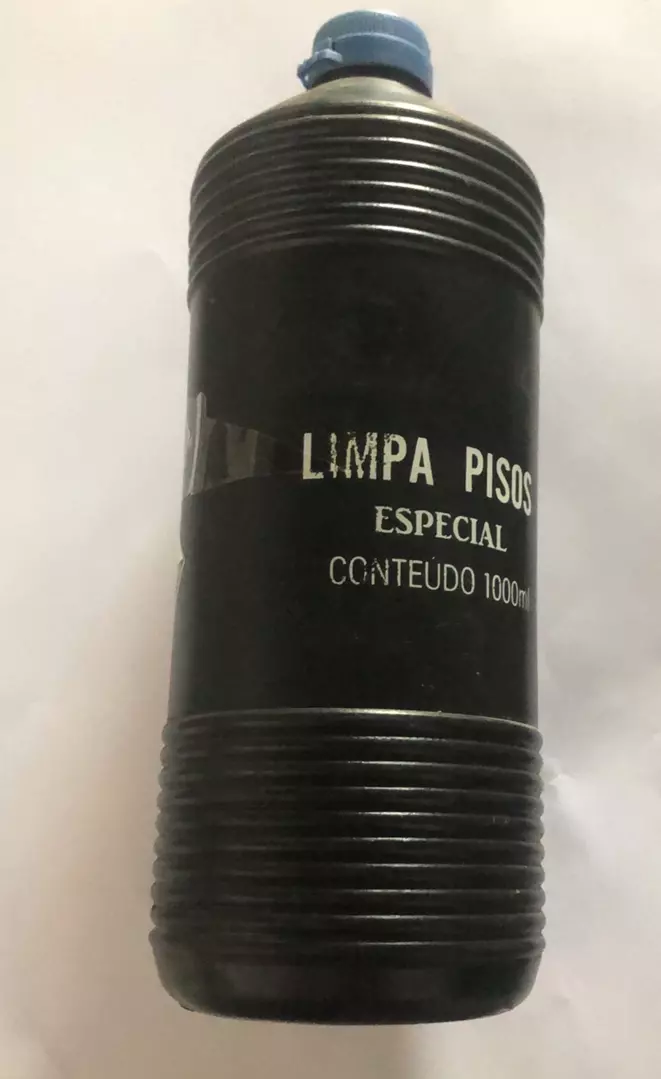 LIMPA PISOS
ESPECIAL
CONTEÚDO 1000ml